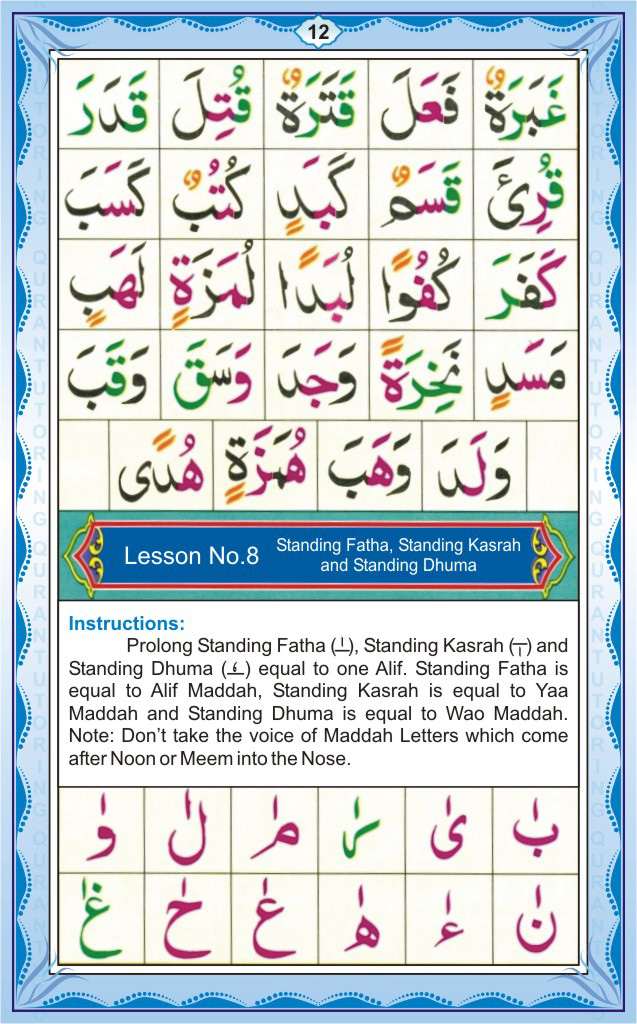 12
غَبَرَةٌ فَعَلَ قَتَرَةٌ قُتِلَ قَدَرَ
قُرِئَ قَسَمٌ كَبَدٍ كُتُبٌ كَسَبَ
كَفَرَ كُفُوًا لُبَدًا لُمَزَةٍ لَهَبٍ
مَسَدٍ نَخِرَةً وَجَدَ وَسَقَ وَقَبَ
وَلَدَ وَهَبَ هُمَزَةٍ هُدًى
Lesson No.8 Standing Fatha, Standing Kasrah
and Standing Dhuma
Instructions:
Prolong Standing Fatha (ـٰ), Standing Kasrah (ـٖ) and
Standing Dhuma (ـٗ) equal to one Alif. Standing Fatha is
equal to Alif Maddah, Standing Kasrah is equal to Yaa
Maddah and Standing Dhuma is equal to Wao Maddah.
Note: Don't take the voice of Maddah Letters which come
after Noon or Meem into the Nose.
بٰ یٰ رٰ مٰ لٰ وٰ
نٰ ءٰ هٰ عٰ حٰ غٰ
QURAN TUTORING
QURAN TUTORING